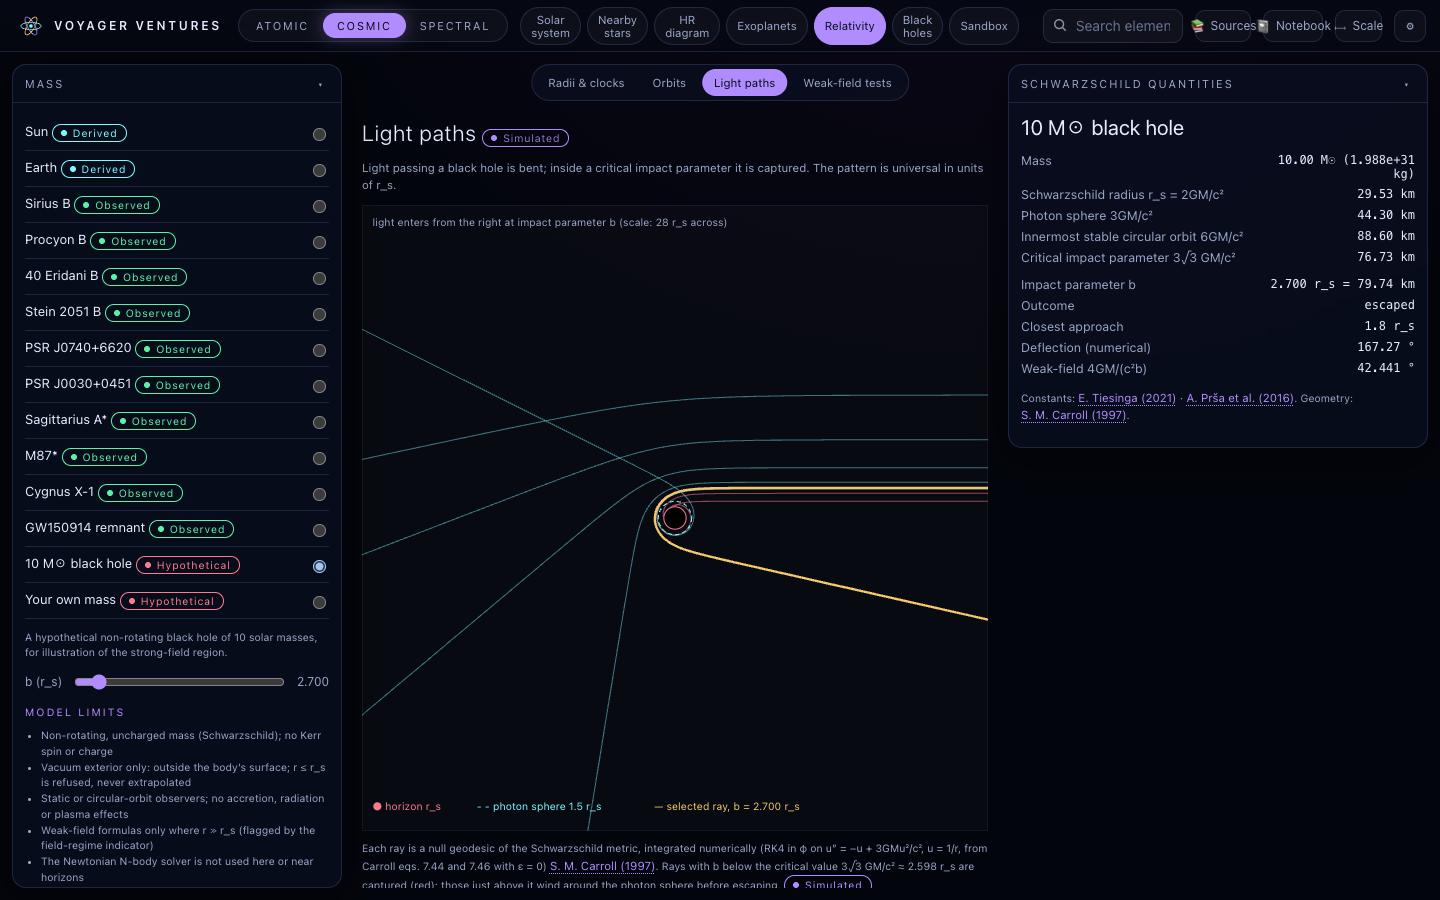 VOYAGER VENTURES
ATOMIC COSMIC SPECTRAL
Solar system
Nearby stars
HR diagram
Exoplanets
Relativity
Black holes
Sandbox
Search elemen
Sources
Notebook
Scale
MASS
Sun Derived
Earth Derived
Sirius B Observed
Procyon B Observed
40 Eridani B Observed
Stein 2051 B Observed
PSR J0740+6620 Observed
PSR J0030+0451 Observed
Sagittarius A* Observed
M87* Observed
Cygnus X-1 Observed
GW150914 remnant Observed
10 M☉ black hole Hypothetical
Your own mass Hypothetical
A hypothetical non-rotating black hole of 10 solar masses,
for illustration of the strong-field region.
b (r_s) 2.700
MODEL LIMITS
• Non-rotating, uncharged mass (Schwarzschild); no Kerr
spin or charge
• Vacuum exterior only: outside the body's surface; r ≤ r_s
is refused, never extrapolated
• Static or circular-orbit observers; no accretion, radiation
or plasma effects
• Weak-field formulas only where r » r_s (flagged by the
field-regime indicator)
• The Newtonian N-body solver is not used here or near
horizons
Radii & clocks Orbits Light paths Weak-field tests
Light paths Simulated
Light passing a black hole is bent; inside a critical impact parameter it is captured. The pattern is universal in units
of r_s.
light enters from the right at impact parameter b (scale: 28 r_s across)
horizon r_s
- - photon sphere 1.5 r_s
— selected ray, b = 2.700 r_s
Each ray is a null geodesic of the Schwarzschild metric, integrated numerically (RK4 in ϕ on u″ = −u + 3GMu²/c², u = 1/r, from
Carroll eqs. 7.44 and 7.46 with ε = 0) S. M. Carroll (1997). Rays with b below the critical value 3√3 GM/c² ≈ 2.598 r_s are
captured (red); those just above it wind around the photon sphere before escaping. Simulated
SCHWARZSCHILD QUANTITIES
10 M☉ black hole
Mass 10.00 M☉ (1.988e+31
kg)
Schwarzschild radius r_s = 2GM/c² 29.53 km
Photon sphere 3GM/c² 44.30 km
Innermost stable circular orbit 6GM/c² 88.60 km
Critical impact parameter 3√3 GM/c² 76.73 km
Impact parameter b 2.700 r_s = 79.74 km
Outcome escaped
Closest approach 1.8 r_s
Deflection (numerical) 167.27 °
Weak-field 4GM/(c²b) 42.441 °
Constants: E. Tiesinga (2021) · A. Prša et al. (2016). Geometry:
S. M. Carroll (1997).